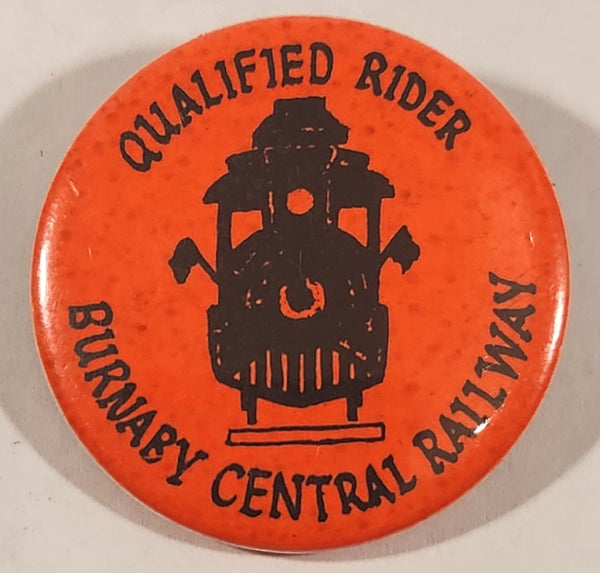 QUALIFIED RIDER
BURNABY CENTRAL RAILWAY